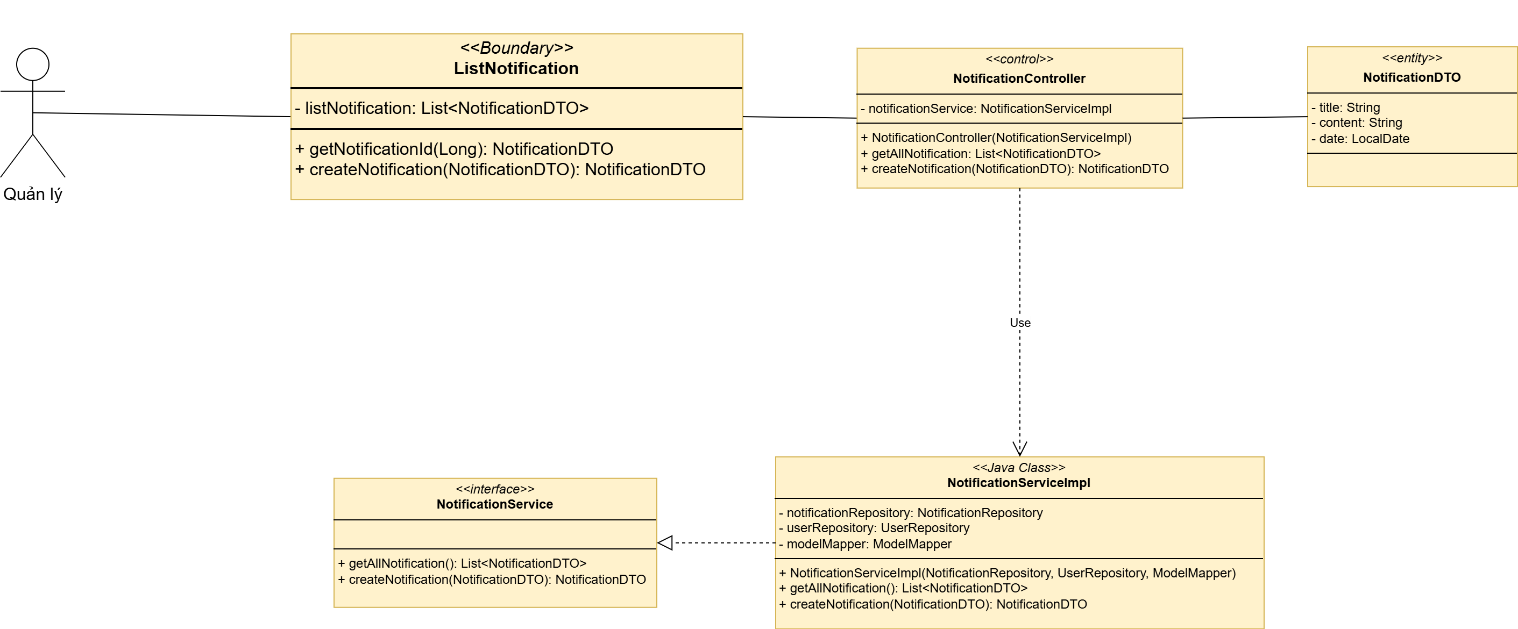 Quản lý
<<Boundary>>
ListNotification
- listNotification: List<NotificationDTO>
+ getNotificationId(Long): NotificationDTO
+ createNotification(NotificationDTO): NotificationDTO
<<control>>
NotificationController
- notificationService: NotificationServiceImpl
+ NotificationController(NotificationServiceImpl)
+ getAllNotification: List<NotificationDTO>
+ createNotification(NotificationDTO): NotificationDTO
<<entity>>
NotificationDTO
- title: String
- content: String
- date: LocalDate
Use
<<interface>>
NotificationService
+ getAllNotification(): List<NotificationDTO>
+ createNotification(NotificationDTO): NotificationDTO
<<Java Class>>
NotificationServiceImpl
- notificationRepository: NotificationRepository
- userRepository: UserRepository
- modelMapper: ModelMapper
+ NotificationServiceImpl(NotificationRepository, UserRepository, ModelMapper)
+ getAllNotification(): List<NotificationDTO>
+ createNotification(NotificationDTO): NotificationDTO